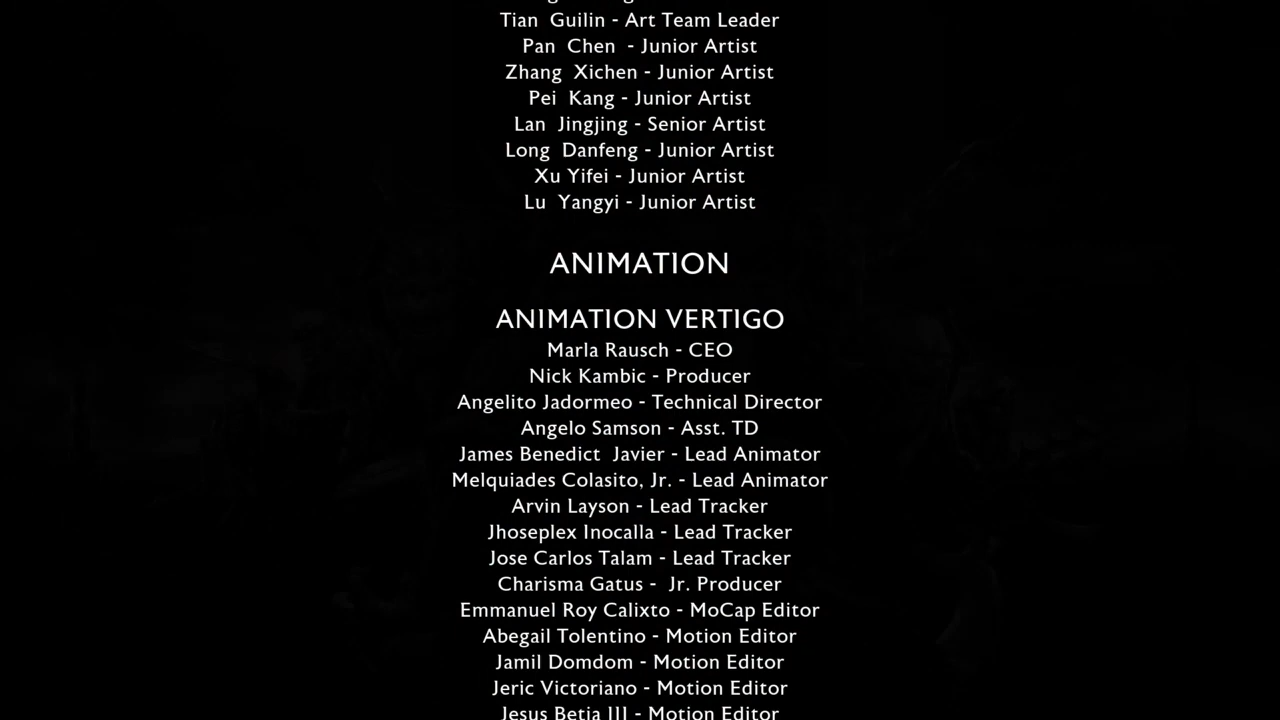 Tian  Guilin - Art Team Leader
Pan  Chen  - Junior Artist
Zhang  Xichen - Junior Artist
Pei  Kang - Junior Artist
Lan  Jingjing - Senior Artist
Long  Danfeng - Junior Artist
Xu Yifei - Junior Artist
Lu  Yangyi - Junior Artist
ANIMATION
ANIMATION VERTIGO
Marla Rausch - CEO
Nick Kambic - Producer
Angelito Jadormeo - Technical Director
Angelo Samson - Asst. TD
James Benedict  Javier - Lead Animator
Melquiades Colasito, Jr. - Lead Animator
Arvin Layson - Lead Tracker
Jhoseplex Inocalla - Lead Tracker
Jose Carlos Talam - Lead Tracker
Charisma Gatus -  Jr. Producer
Emmanuel Roy Calixto - MoCap Editor
Abegail Tolentino - Motion Editor
Jamil Domdom - Motion Editor
Jeric Victoriano - Motion Editor
Jesus Betia III - Motion Editor